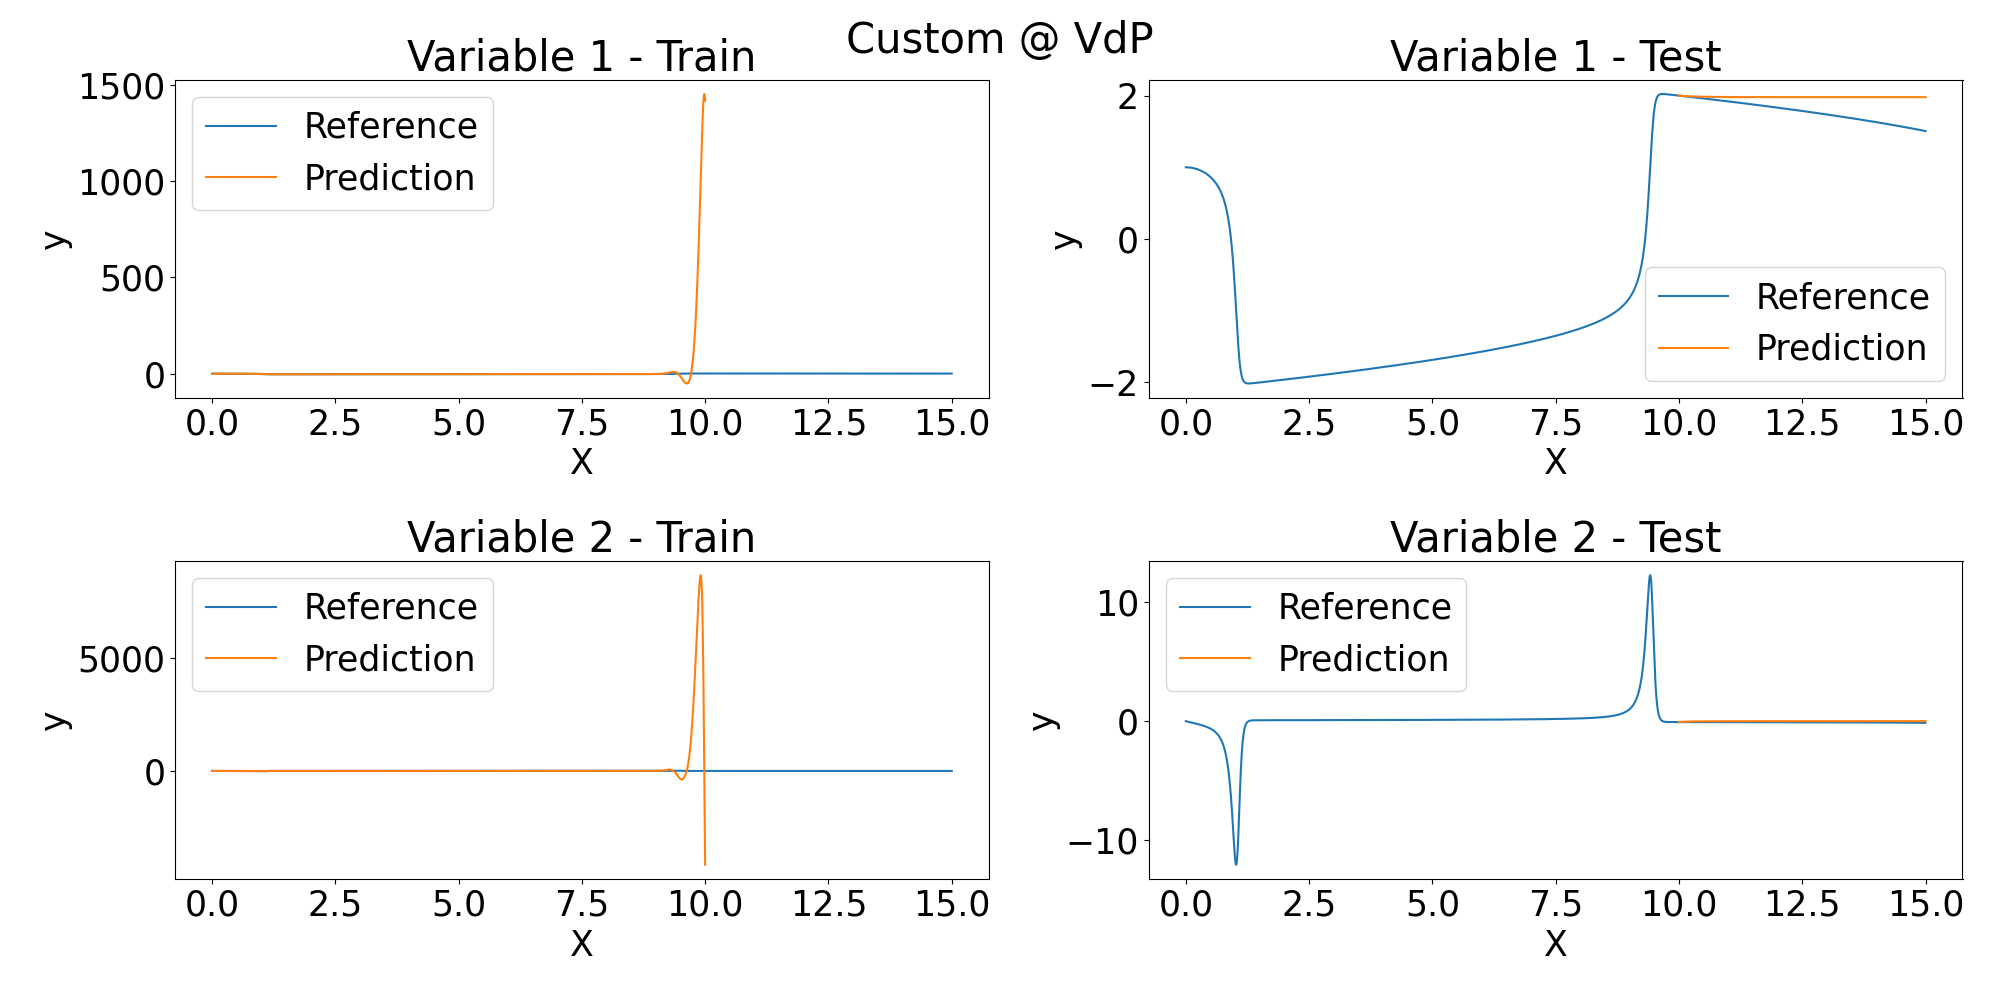 Custom @ VdP
Variable 1 - Train
1500
1000
500
0
y
Reference
Prediction
0.0 2.5 5.0 7.5 10.0 12.5 15.0
X
Variable 1 - Test
2
0
−2
y
Reference
Prediction
0.0 2.5 5.0 7.5 10.0 12.5 15.0
X
Variable 2 - Train
5000
0
y
Reference
Prediction
0.0 2.5 5.0 7.5 10.0 12.5 15.0
X
Variable 2 - Test
10
0
−10
y
Reference
Prediction
0.0 2.5 5.0 7.5 10.0 12.5 15.0
X